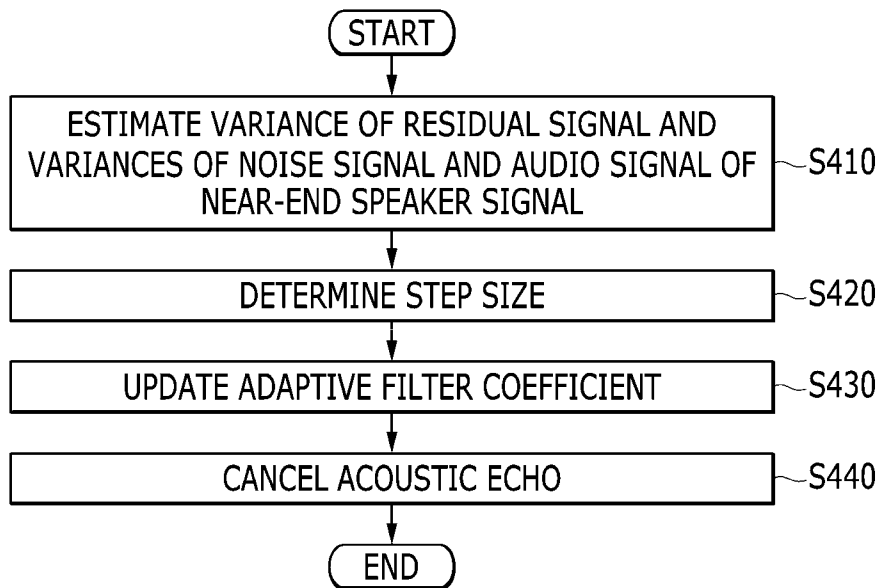 START
ESTIMATE VARIANCE OF RESIDUAL SIGNAL AND
VARIANCES OF NOISE SIGNAL AND AUDIO SIGNAL OF
NEAR-END SPEAKER SIGNAL
S410
DETERMINE STEP SIZE
S420
UPDATE ADAPTIVE FILTER COEFFICIENT
S430
CANCEL ACOUSTIC ECHO
S440
END